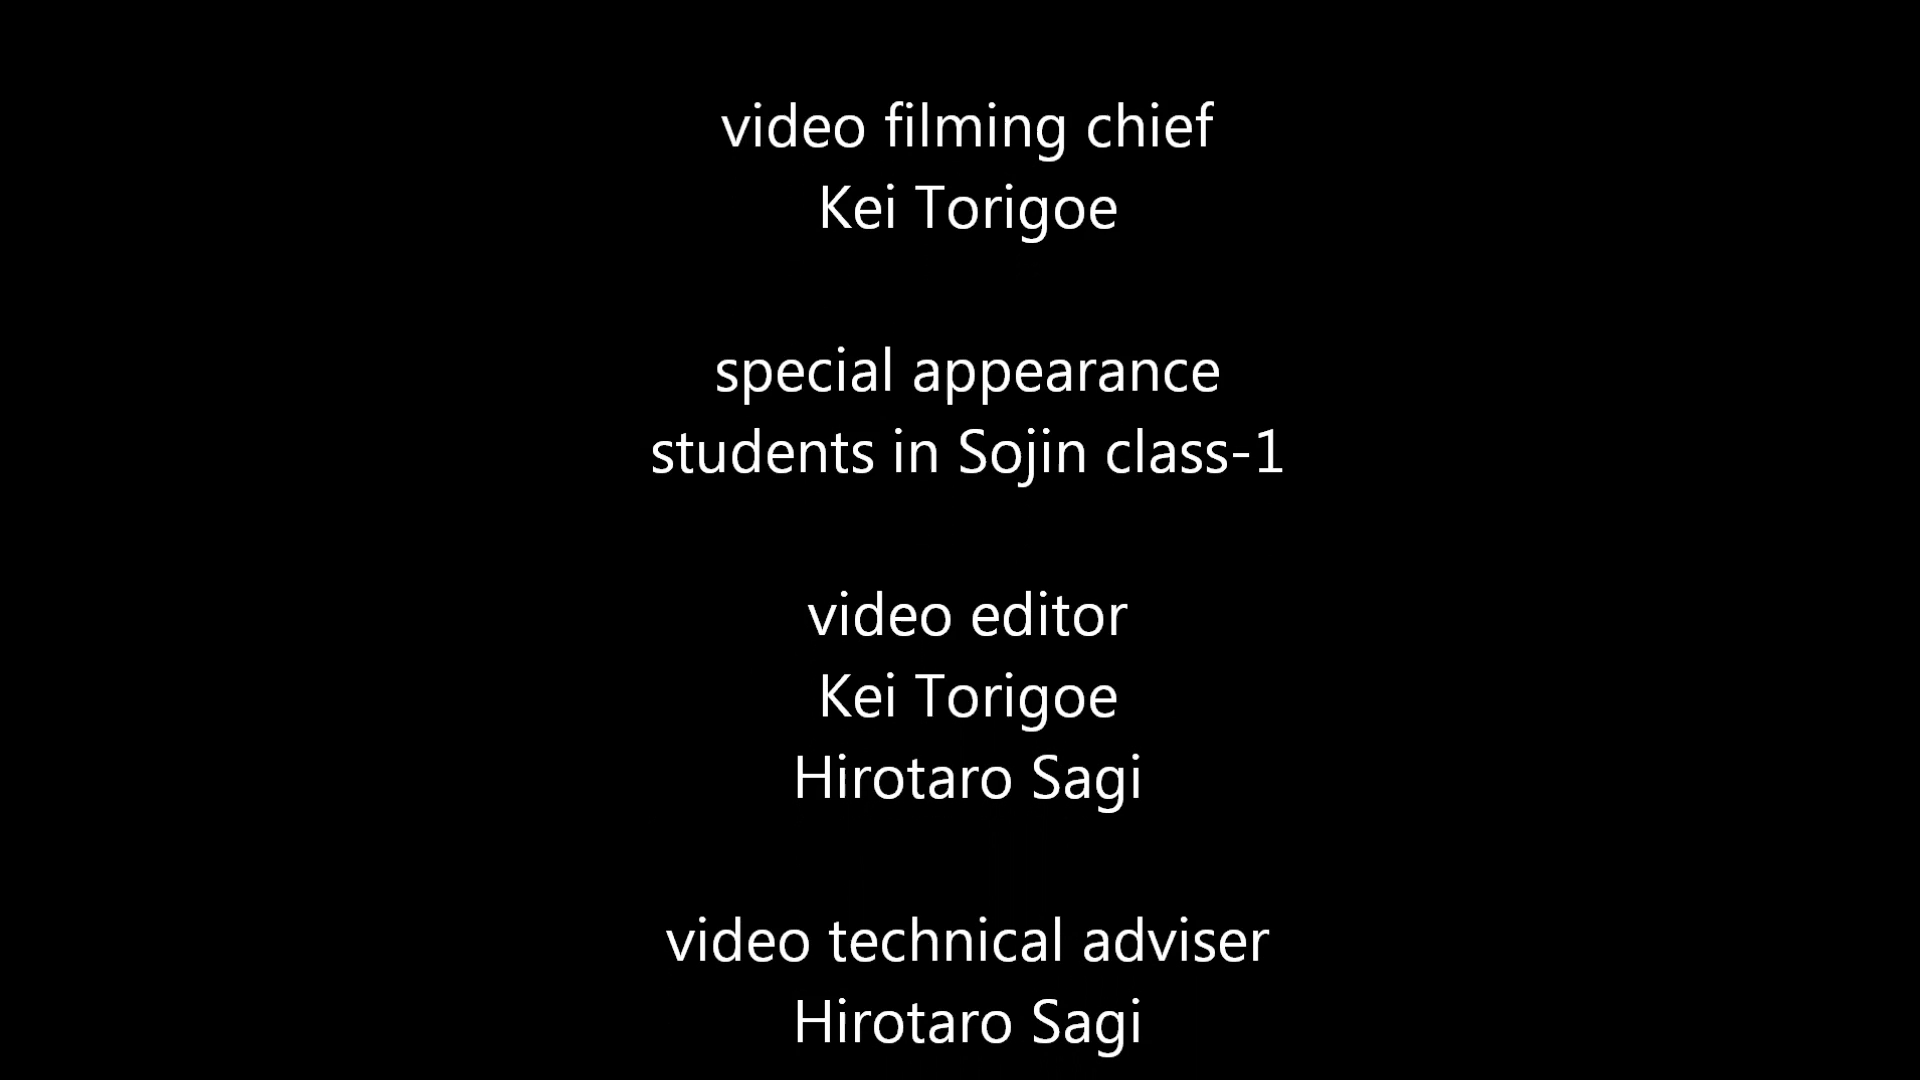 video filming chief
Kei Torigoe
special appearance
students in Sojin class-1
video editor
Kei Torigoe
Hirotaro Sagi
video technical adviser
Hirotaro Sagi